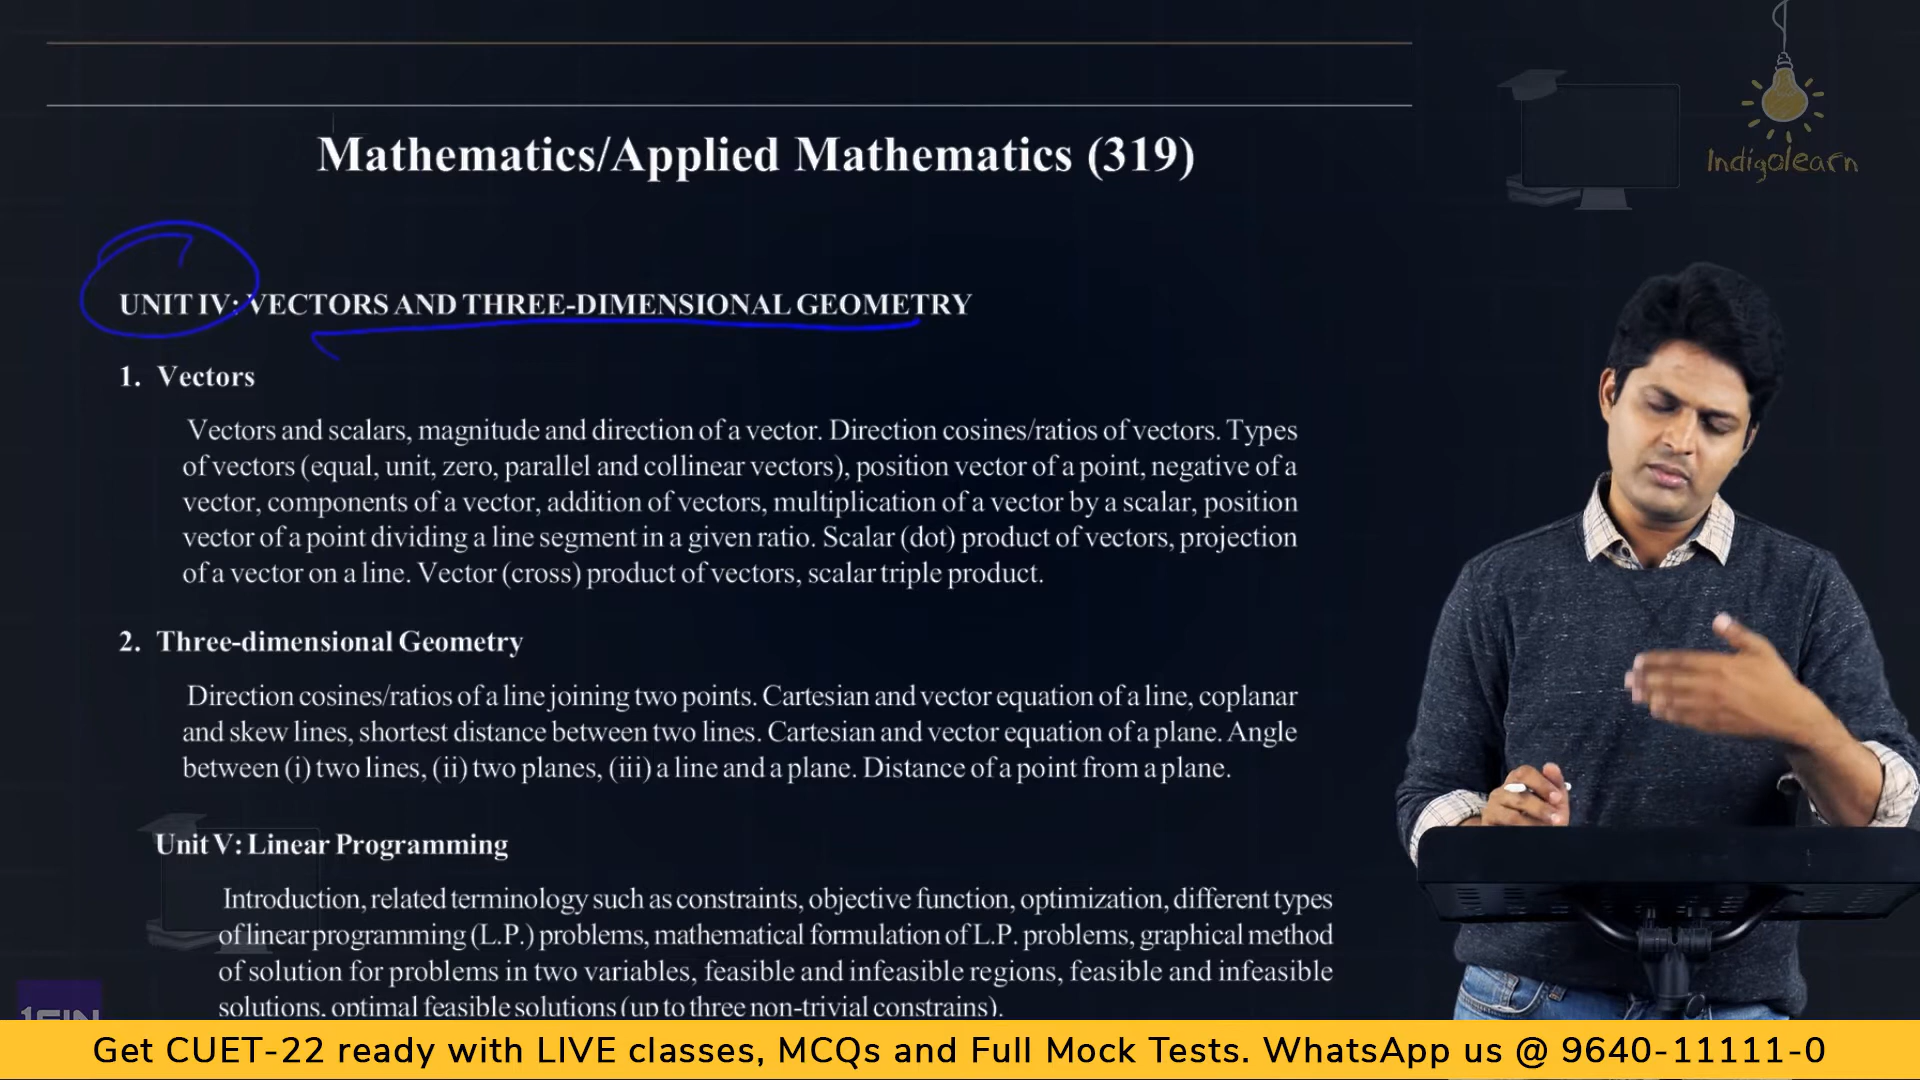 Indigolearn
Mathematics/Applied Mathematics (319)
UNIT IV: VECTORS AND THREE-DIMENSIONAL GEOMETRY
1. Vectors
Vectors and scalars, magnitude and direction of a vector. Direction cosines/ratios of vectors. Types
of vectors (equal, unit, zero, parallel and collinear vectors), position vector of a point, negative of a
vector, components of a vector, addition of vectors, multiplication of a vector by a scalar, position
vector of a point dividing a line segment in a given ratio. Scalar (dot) product of vectors, projection
of a vector on a line. Vector (cross) product of vectors, scalar triple product.
2. Three-dimensional Geometry
Direction cosines/ratios of a line joining two points. Cartesian and vector equation of a line, coplanar
and skew lines, shortest distance between two lines. Cartesian and vector equation of a plane. Angle
between (i) two lines, (ii) two planes, (iii) a line and a plane. Distance of a point from a plane.
Unit V: Linear Programming
Introduction, related terminology such as constraints, objective function, optimization, different types
of linear programming (L.P.) problems, mathematical formulation of L.P. problems, graphical method
of solution for problems in two variables, feasible and infeasible regions, feasible and infeasible
solutions, optimal feasible solutions (up to three non-trivial constrains).
1FIN
Get CUET-22 ready with LIVE classes, MCQs and Full Mock Tests. WhatsApp us @ 9640-11111-0